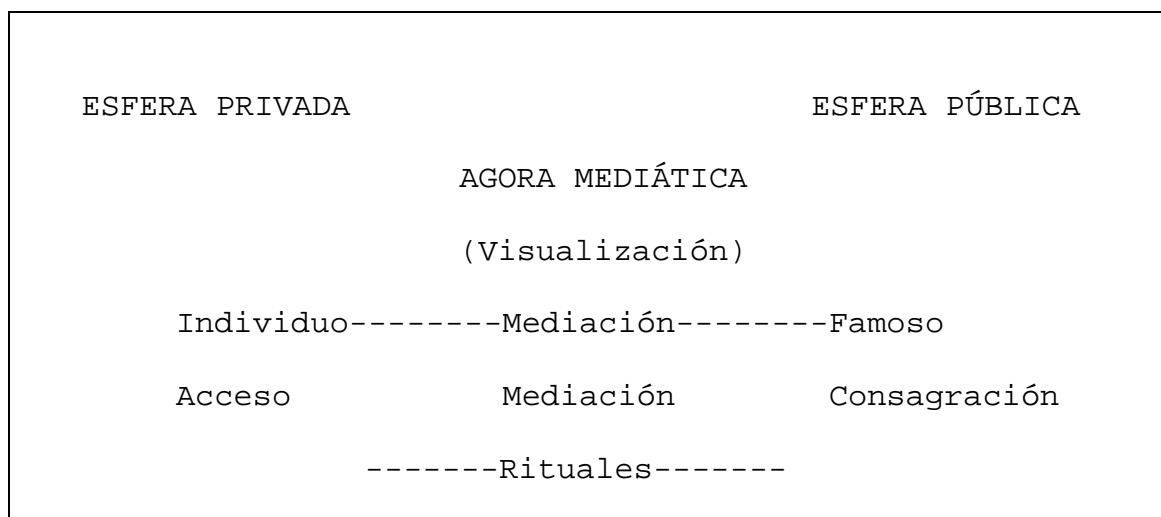 ESFERA PRIVADA ESFERA PÚBLICA
AGORA MEDIÁTICA
(Visualización)
Individuo--------Mediación--------Famoso
Acceso Mediación Consagración
-------Rituales-------